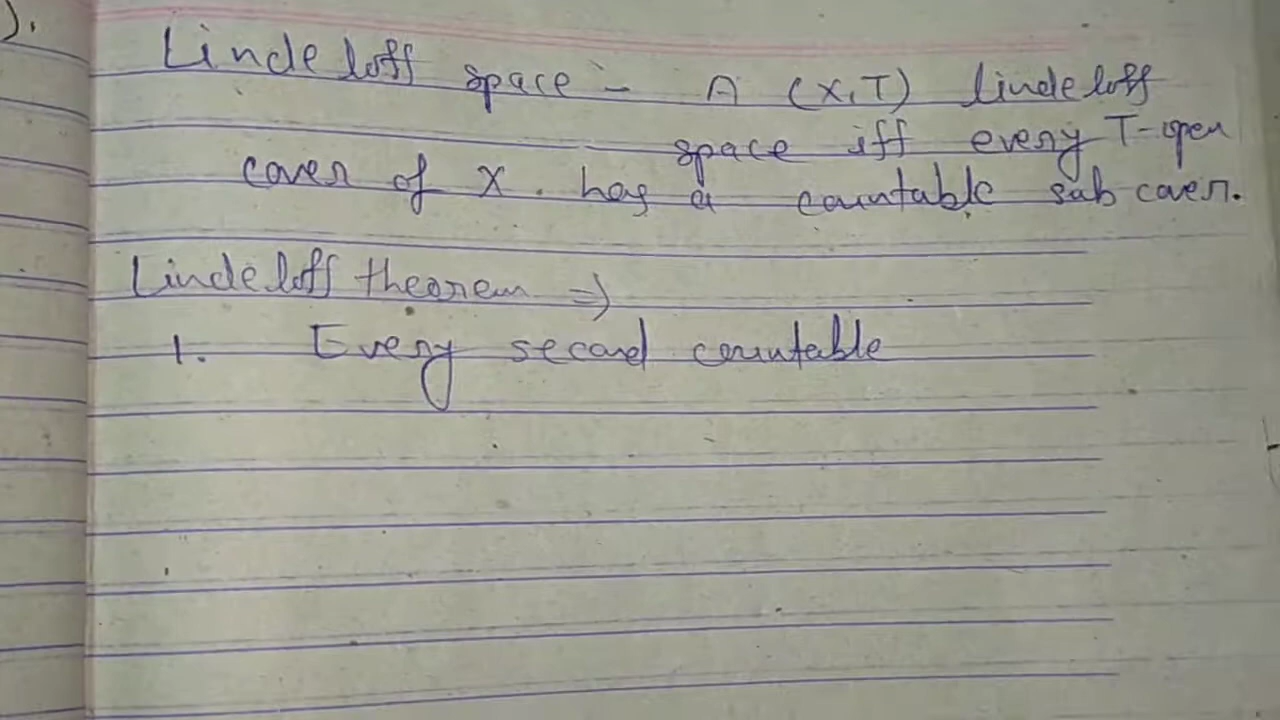 ).
Lindeloff space :- A (X,T) lindeloff
space iff every T-open
cover of X. has a countable sub cover.
Lindeloff theorem =>
1. Every second countable